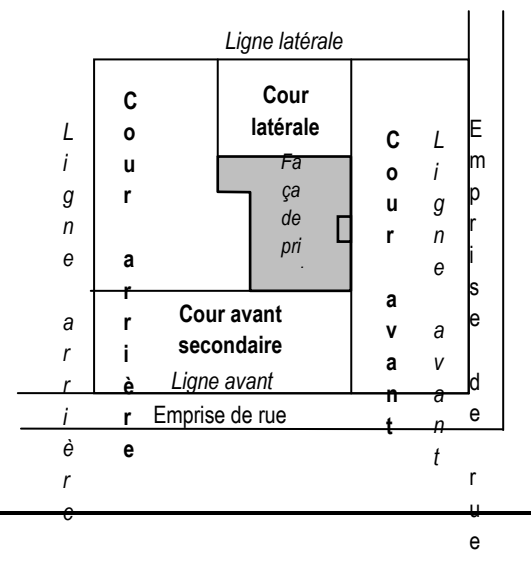 Ligne latérale
Cour
latérale
Cour arrière
Ligne arrière
Fa
ça
de
pri
Cour avant
Ligne avant
Emprise de rue
Cour avant
secondaire
Ligne avant
Emprise de rue